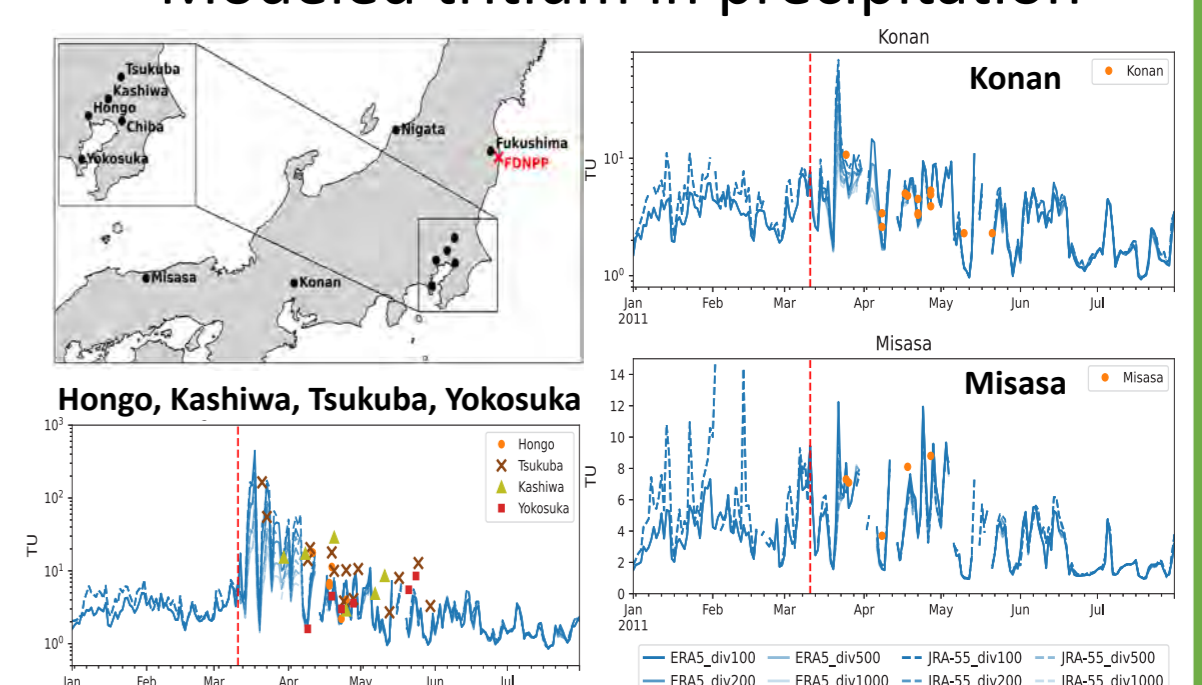 Modeled tritium in precipitation
Tsukuba
Kashiwa
Hongo
Chiba
Yokosuka
Nigata
Fukushima
FDNPP
Misasa
Konan
Konan
Konan
Konan
TU
10¹
10⁰
Jan Feb Mar Apr May Jun Jul
2011
Misasa
Misasa
Misasa
14
12
10
8
6
4
2
0
TU
Jan Feb Mar Apr May Jun Jul
2011
Hongo, Kashiwa, Tsukuba, Yokosuka
10³
10²
10¹
10⁰
TU
Hongo
Tsukuba
Kashiwa
Yokosuka
Jan Feb Mar Apr May Jun Jul
ERA5_div100 ERA5_div500 JRA-55_div100 JRA-55_div500
ERA5_div200 ERA5_div1000 JRA-55_div200 JRA-55_div1000